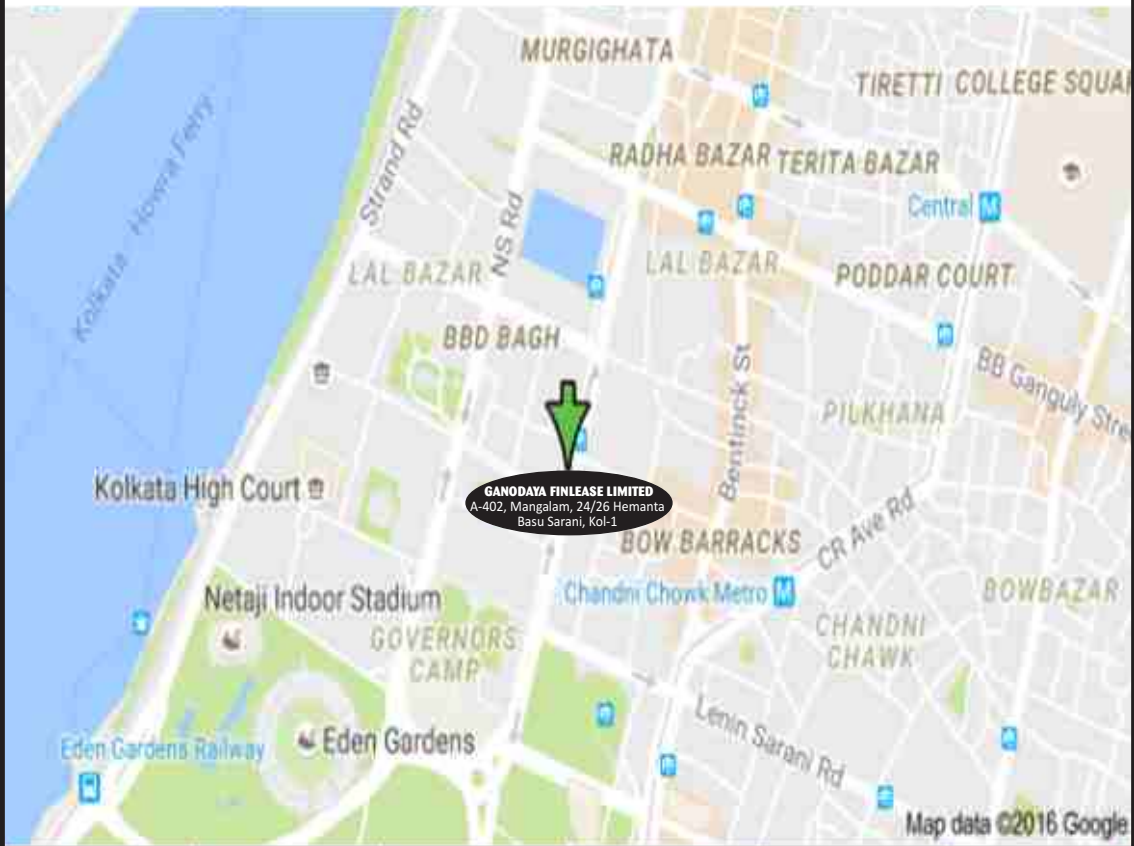 MURGIGHATA
TIRETTI COLLEGE SQUAR
Strand Rd
RADHA BAZAR
TERITA BAZAR
Kolkata - Howra Ferry
NS Rd
Central M
LAL BAZAR
LAL BAZAR
PODDAR COURT
BBD BAGH
BB Ganguly Stre
Bentinck St
PILKHANA
Kolkata High Court
GANODAYA FINLEASE LIMITED
A-402, Mangalam, 24/26 Hemanta
Basu Sarani, Kol-1
BOW BARRACKS
CR Ave Rd
Chandni Chowk Metro M
BOWBAZAR
Netaji Indoor Stadium
GOVERNORS
CAMP
CHANDNI
CHAWK
Lenin Sarani Rd
Eden Gardens Railway
Eden Gardens
Map data ©2016 Google